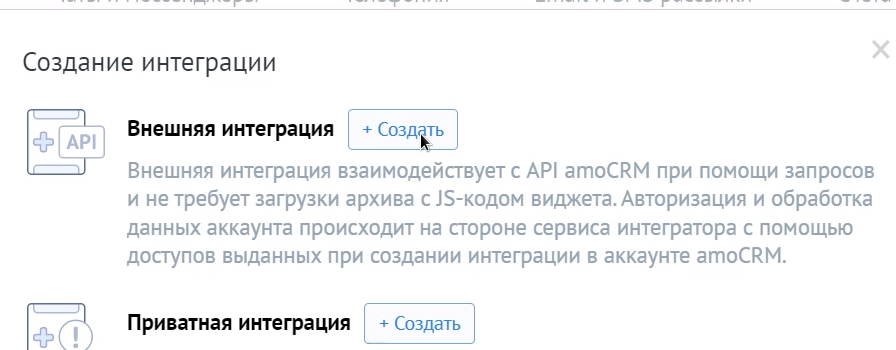 Создание интеграции
Внешняя интеграция
+ Создать
API
Внешняя интеграция взаимодействует с API amoCRM при помощи запросов
и не требует загрузки архива с JS-кодом виджета. Авторизация и обработка
данных аккаунта происходит на стороне сервиса интегратора с помощью
доступов выданных при создании интеграции в аккаунте amoCRM.
Приватная интеграция
+ Создать